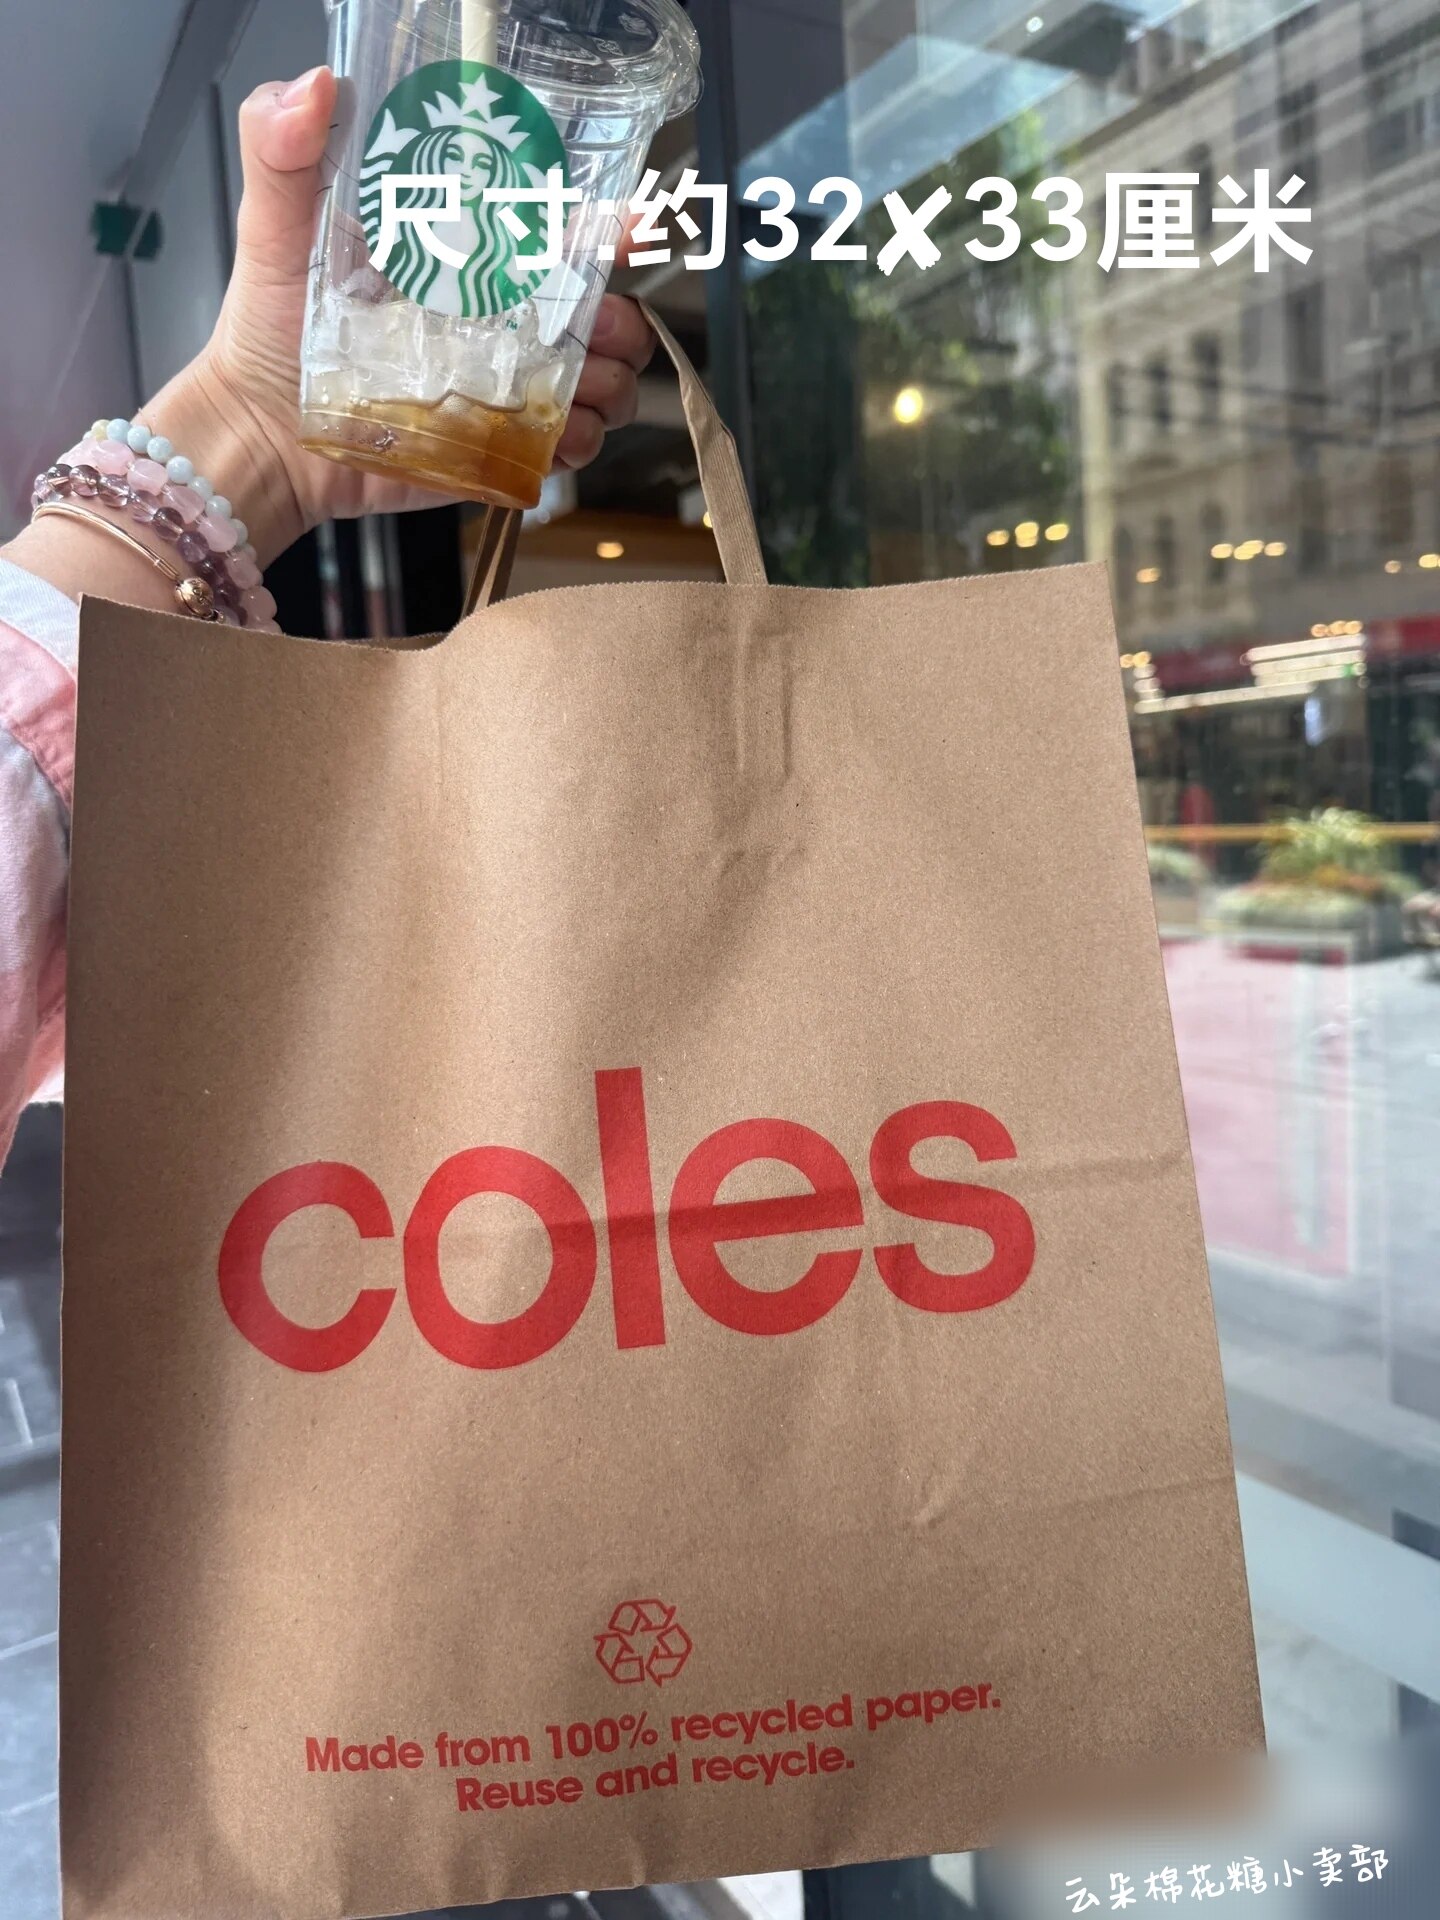 尺寸:约32✘33厘米
coles
Made from 100% recycled paper.
Reuse and recycle.
云朵棉花糖小卖部